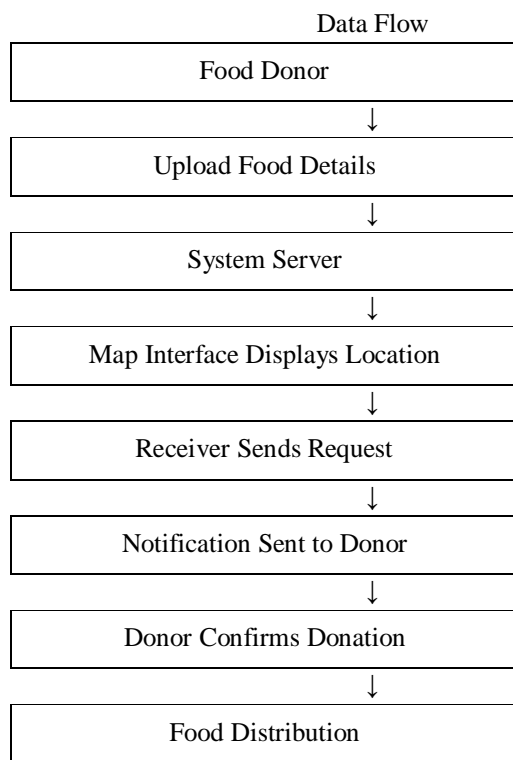 Data Flow
Food Donor
↓
Upload Food Details
↓
System Server
↓
Map Interface Displays Location
↓
Receiver Sends Request
↓
Notification Sent to Donor
↓
Donor Confirms Donation
↓
Food Distribution